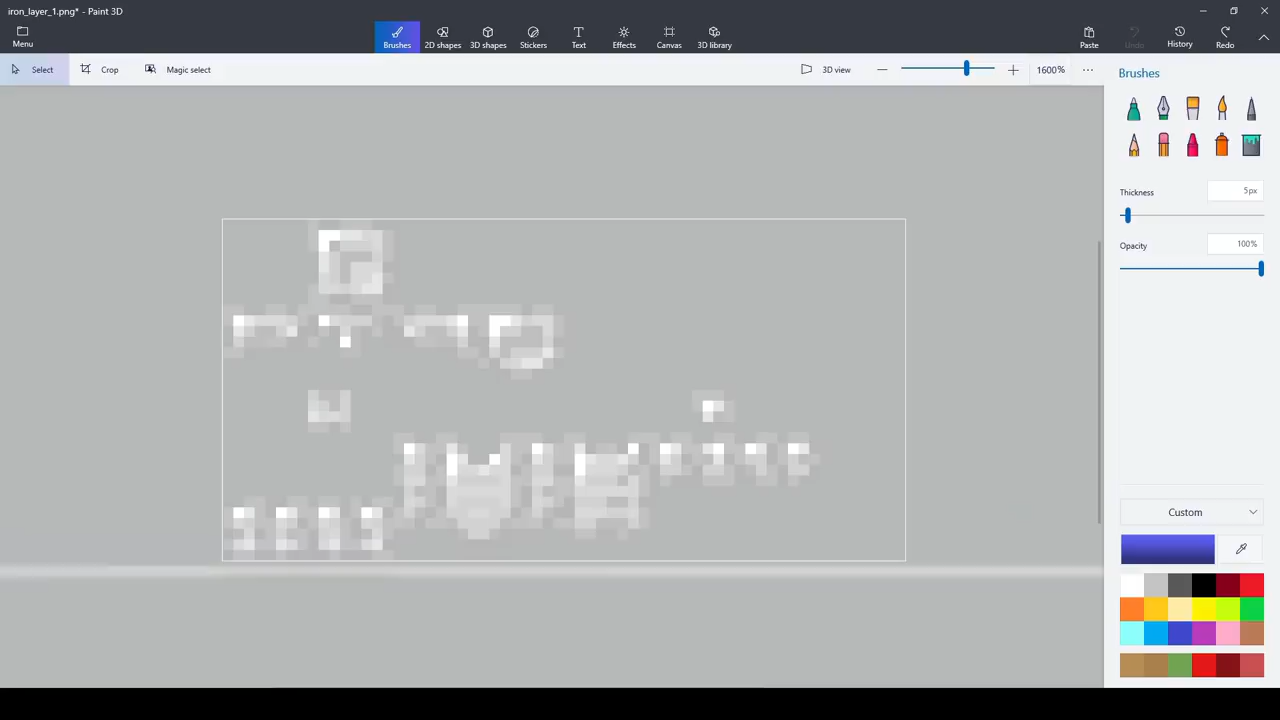 iron_layer_1.png* - Paint 3D
Menu
Brushes
2D shapes
3D shapes
Stickers
Text
Effects
Canvas
3D library
Paste
Undo
History
Redo
Select
Crop
Magic select
3D view
1600%
Brushes
Thickness
5px
Opacity
100%
Custom